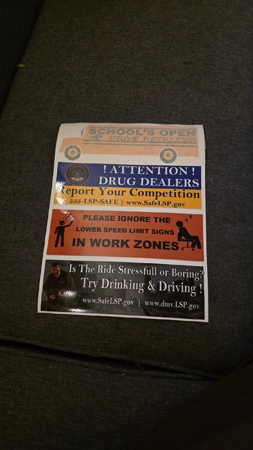 SCHOOL'S OPEN
DRIVE RECKLESS!
! ATTENTION !
DRUG DEALERS
Report Your Competition
555-LSP-SAFE | www.SafeLSP.gov
PLEASE IGNORE THE
LOWER SPEED LIMIT SIGNS
IN WORK ZONES
Is The Ride Stressfull or Boring?
Try Drinking & Driving !
www.SafeLSP.gov | www.dmv.LSP.gov